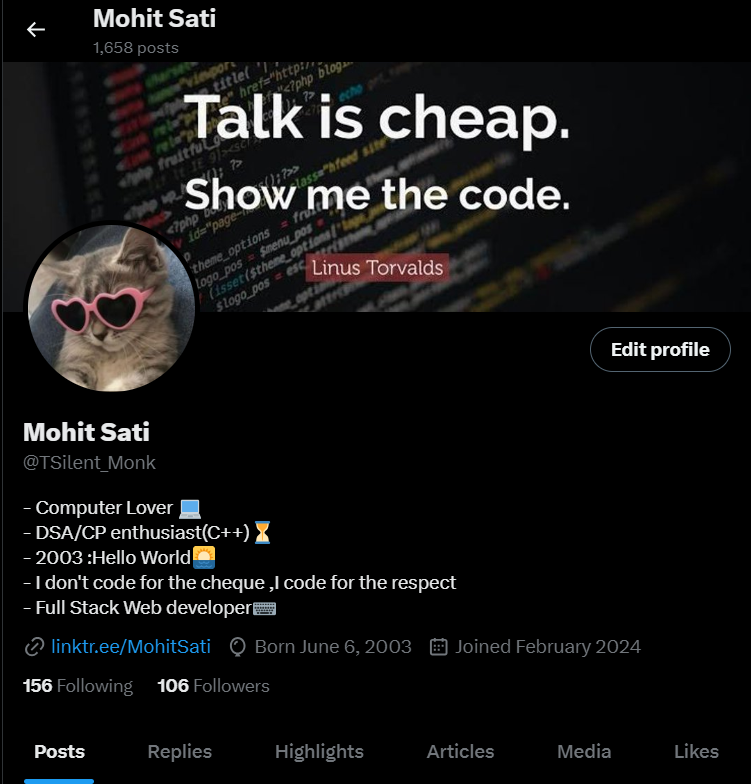 Mohit Sati
1,658 posts
Talk is cheap.
Show me the code.
Linus Torvalds
Edit profile
Mohit Sati
@TSilent_Monk
- Computer Lover 💻
- DSA/CP enthusiast(C++)⏳
- 2003 :Hello World🌅
- I don't code for the cheque ,I code for the respect
- Full Stack Web developer⌨️
linktr.ee/MohitSati Born June 6, 2003 Joined February 2024
156 Following 106 Followers
Posts Replies Highlights Articles Media Likes